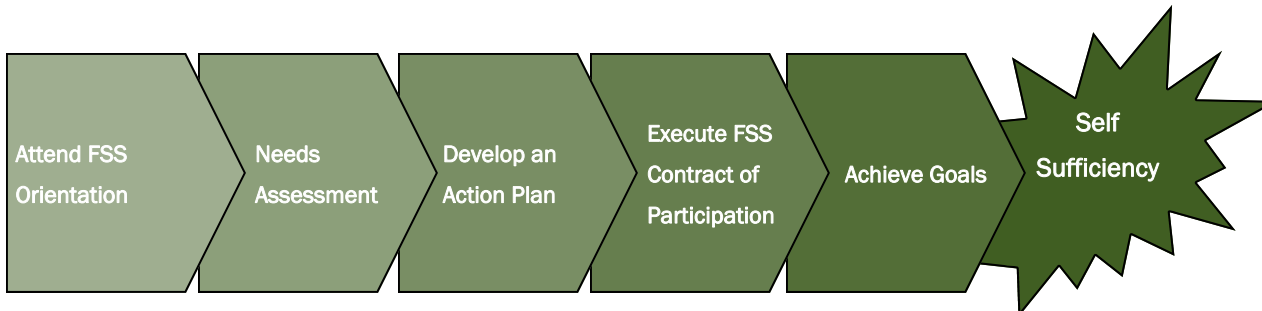 Attend FSS
Orientation
Needs
Assessment
Develop an
Action Plan
Execute FSS
Contract of
Participation
Achieve Goals
Self
Sufficiency